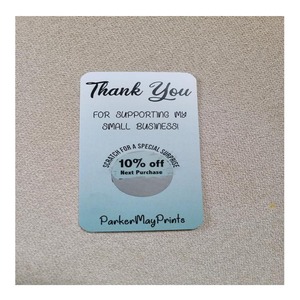 Thank You
FOR SUPPORTING MY
SMALL BUSINESS!
SCRATCH FOR A SPECIAL SURPRISE
10% off
Next Purchase
ParkerMayPrints